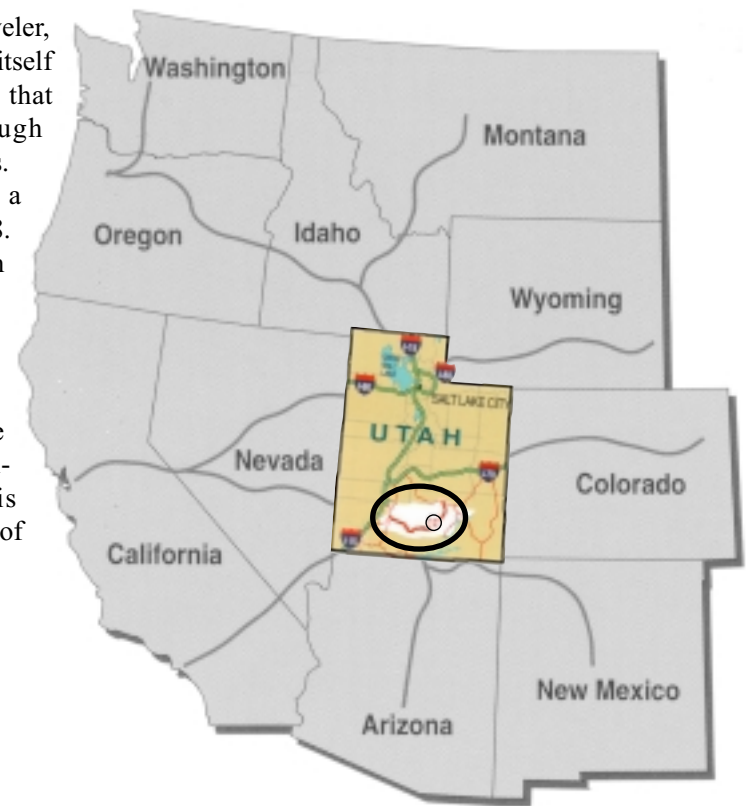 veler,
itself
that
ugh
s.
a
8.
n
e
-
is
of
Washington
Montana
Oregon
Idaho
Wyoming
SALT LAKE CITY
UTAH
Nevada
Colorado
California
New Mexico
Arizona